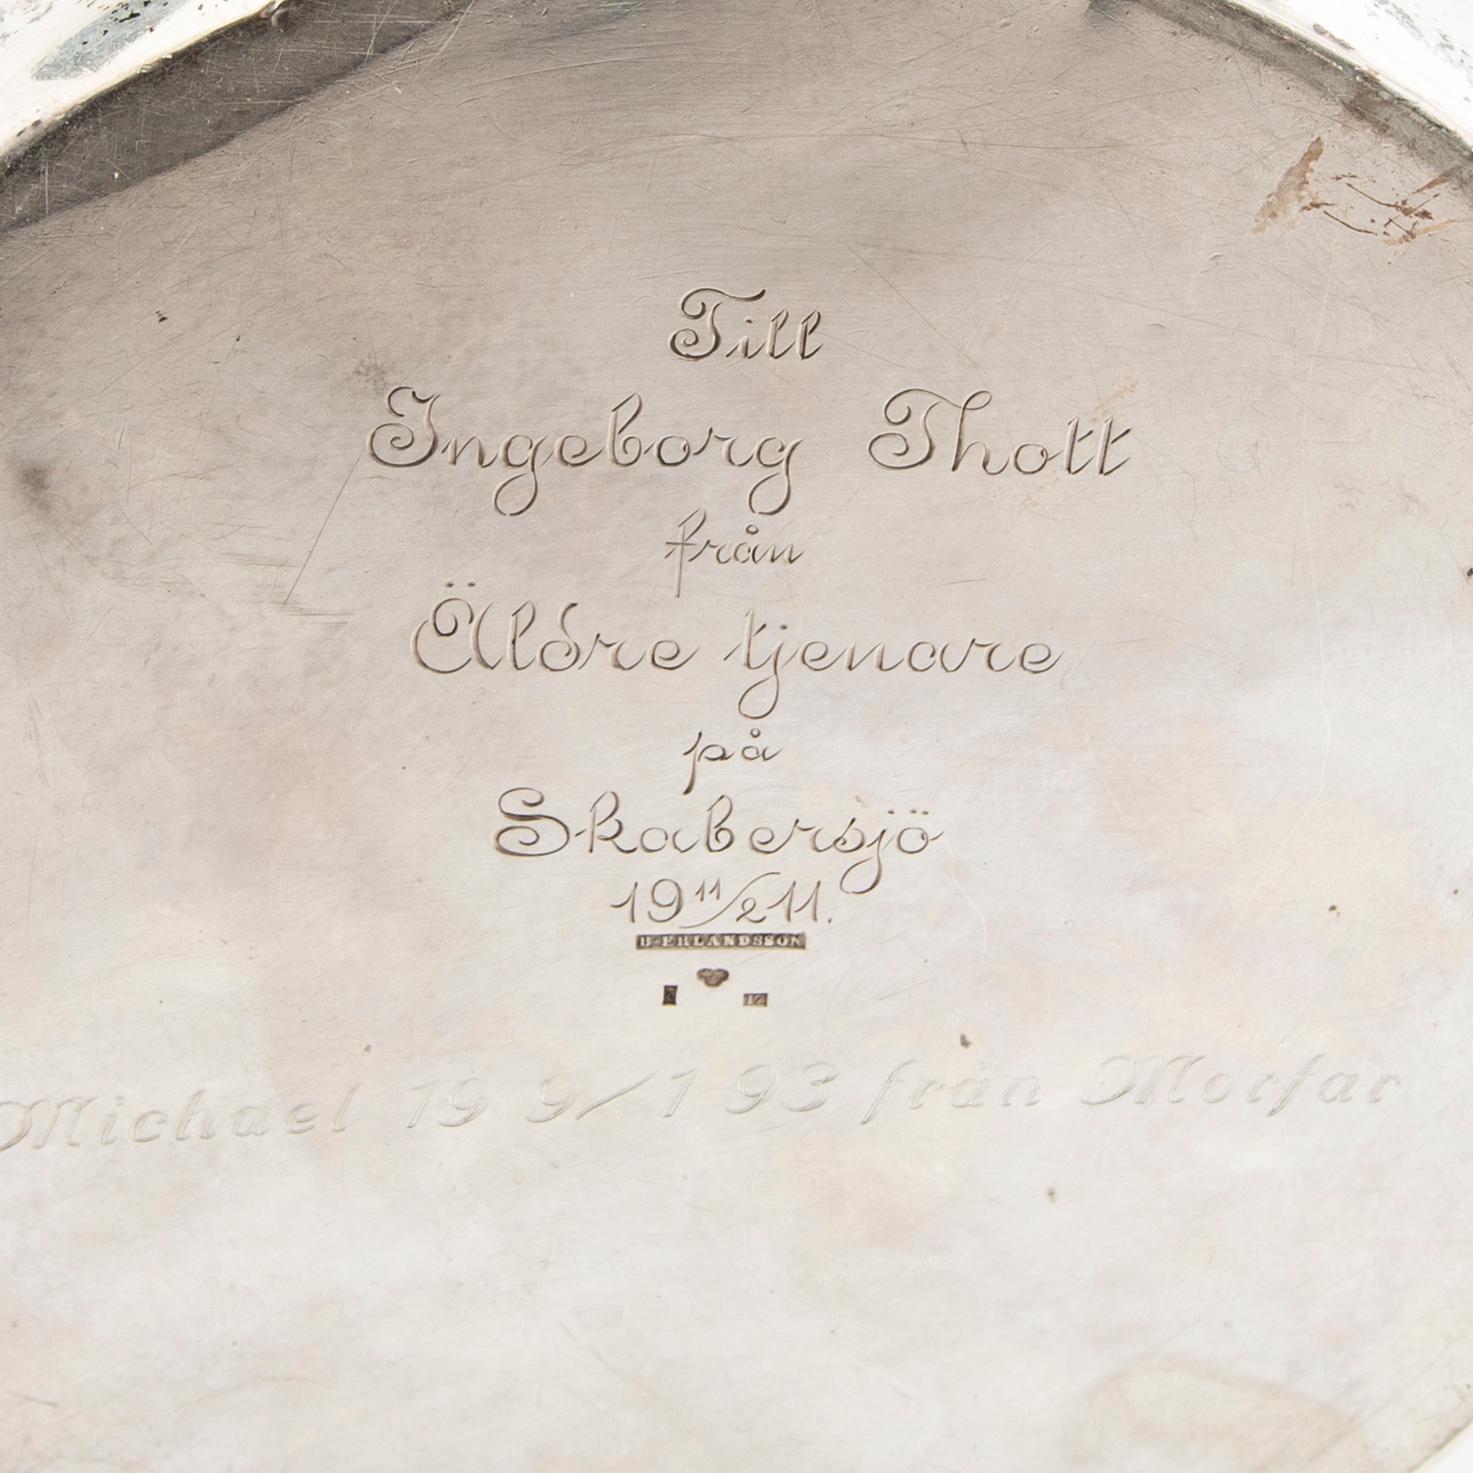 Till
Ingeborg Thott
från
Äldre tjenare
på
Skabersjö
19 11/2 11.
ERLANDSSON
Michael 19 9/1 93 från Morfar